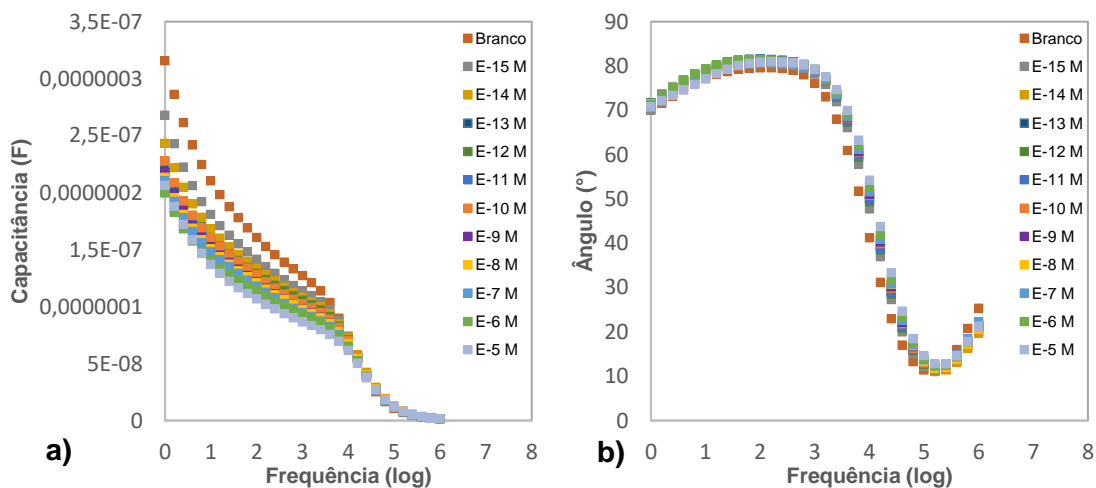 Capacitância (F)
3,5E-07
0,0000003
2,5E-07
0,0000002
1,5E-07
0,0000001
5E-08
0
0 1 2 3 4 5 6 7 8
Frequência (log)
Branco
E-15 M
E-14 M
E-13 M
E-12 M
E-11 M
E-10 M
E-9 M
E-8 M
E-7 M
E-6 M
E-5 M
a)
Ângulo (°)
90
80
70
60
50
40
30
20
10
0
0 1 2 3 4 5 6 7 8
Frequência (log)
Branco
E-15 M
E-14 M
E-13 M
E-12 M
E-11 M
E-10 M
E-9 M
E-8 M
E-7 M
E-6 M
E-5 M
b)